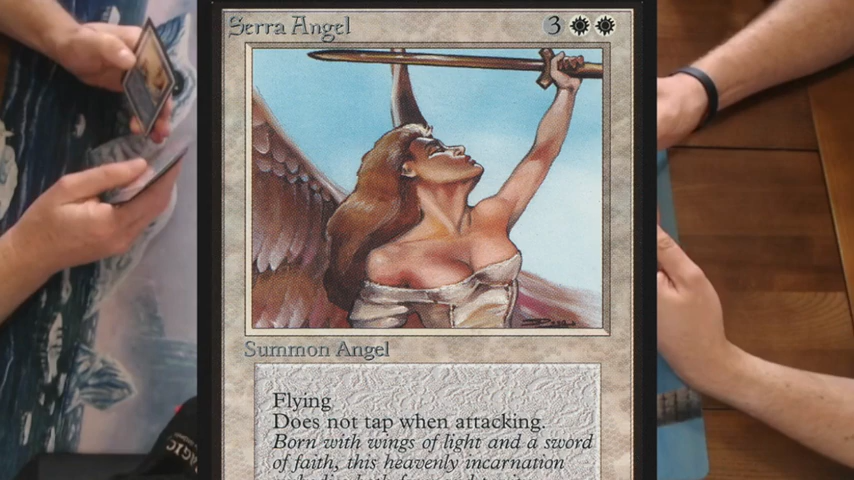 Serra Angel 3
Summon Angel
Flying
Does not tap when attacking.
Born with wings of light and a sword
of faith, this heavenly incarnation
MAGIC